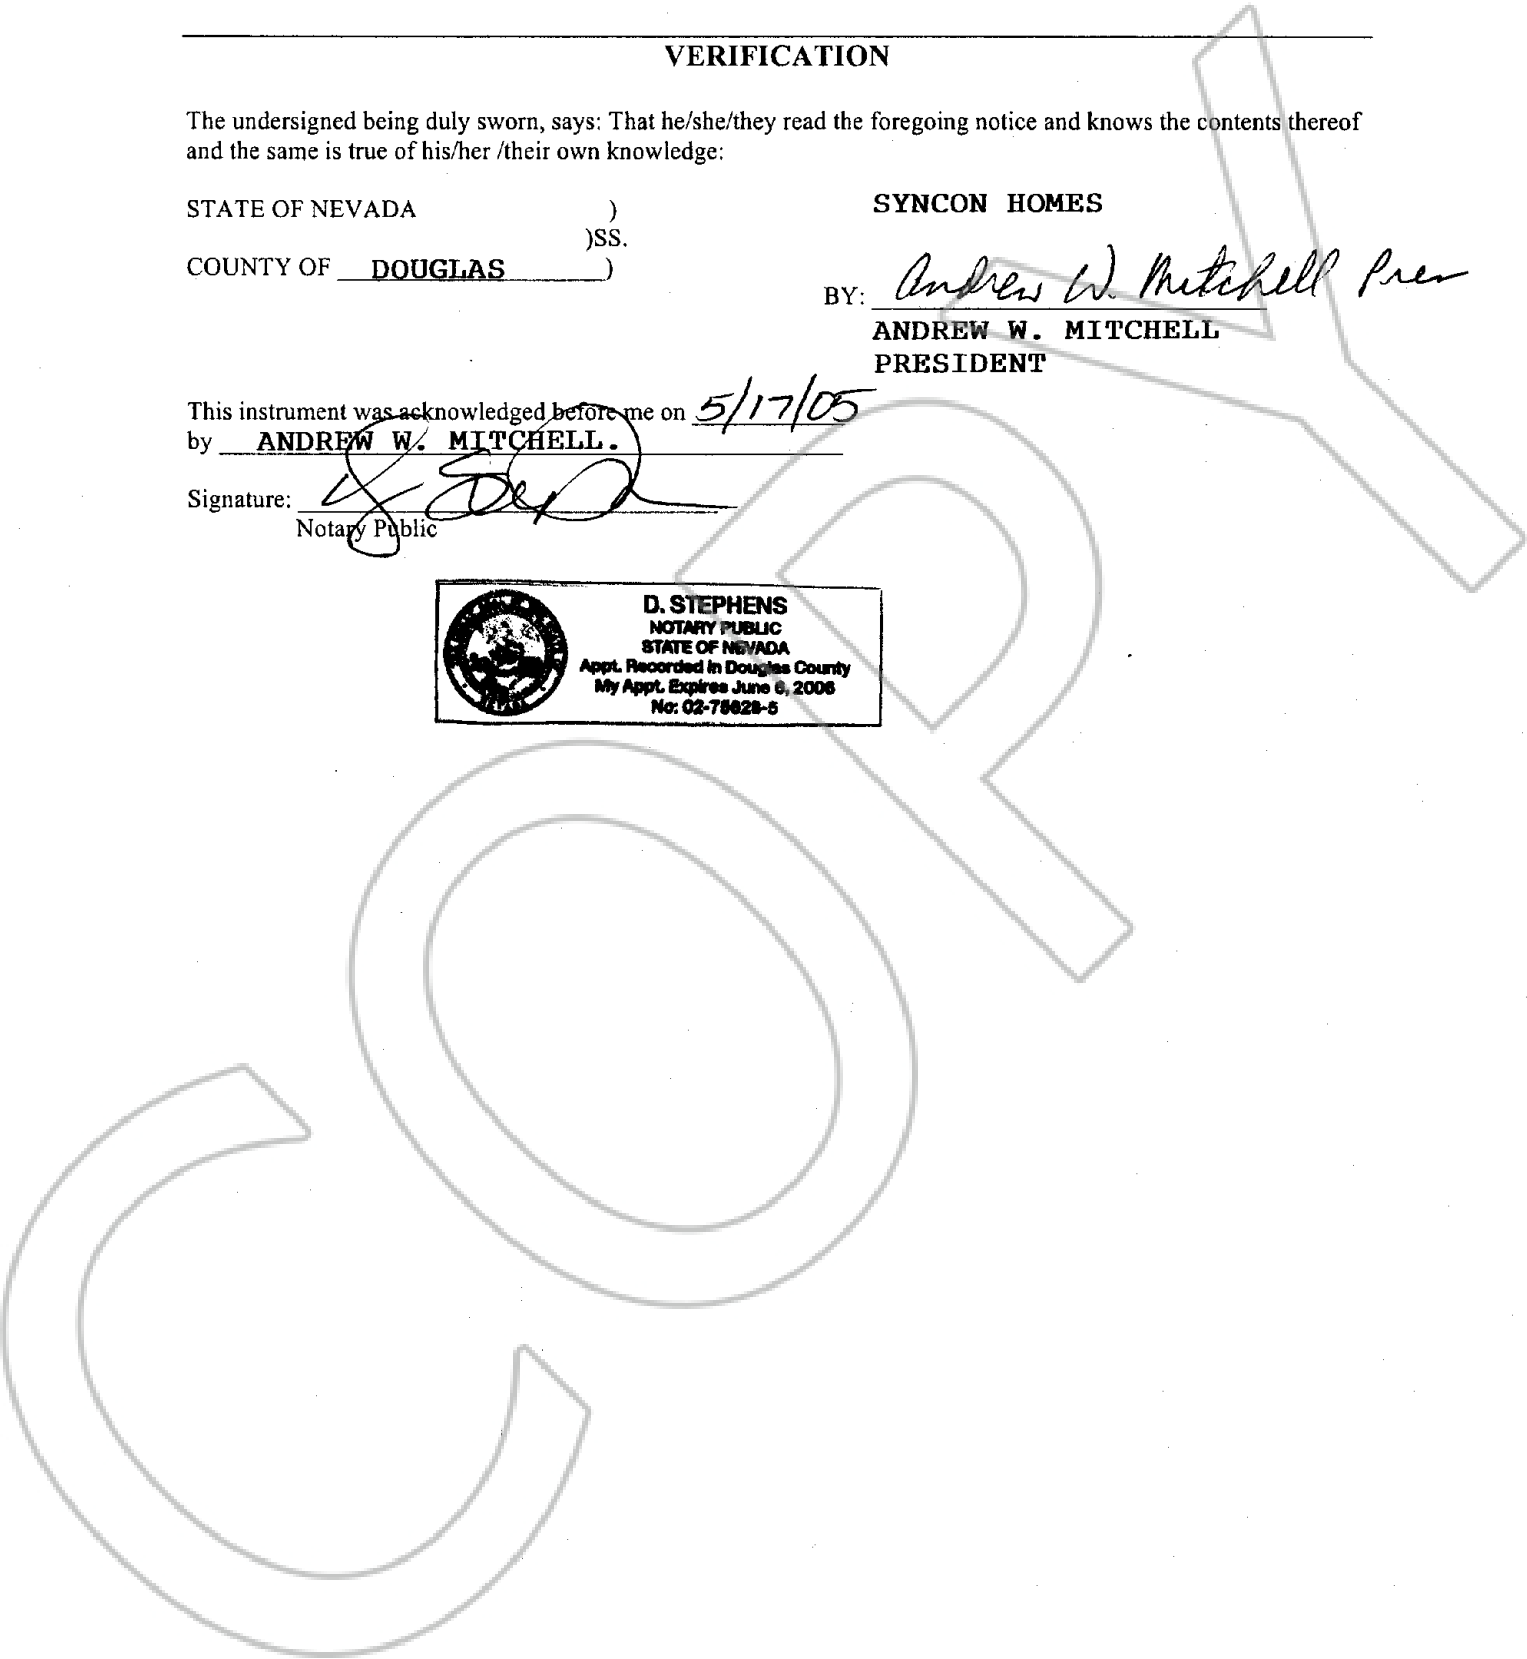 VERIFICATION
The undersigned being duly sworn, says: That he/she/they read the foregoing notice and knows the contents thereof
and the same is true of his/her /their own knowledge:
STATE OF NEVADA )
)SS.
COUNTY OF DOUGLAS )
SYNCON HOMES
BY: Andrew W. Mitchell Pres
ANDREW W. MITCHELL
PRESIDENT
This instrument was acknowledged before me on 5/17/05
by ANDREW W. MITCHELL.
Signature:
Notary Public
D. STEPHENS
NOTARY PUBLIC
STATE OF NEVADA
Appt. Recorded in Douglas County
My Appt. Expires June 6, 2006
No:
NEVADA
COPY